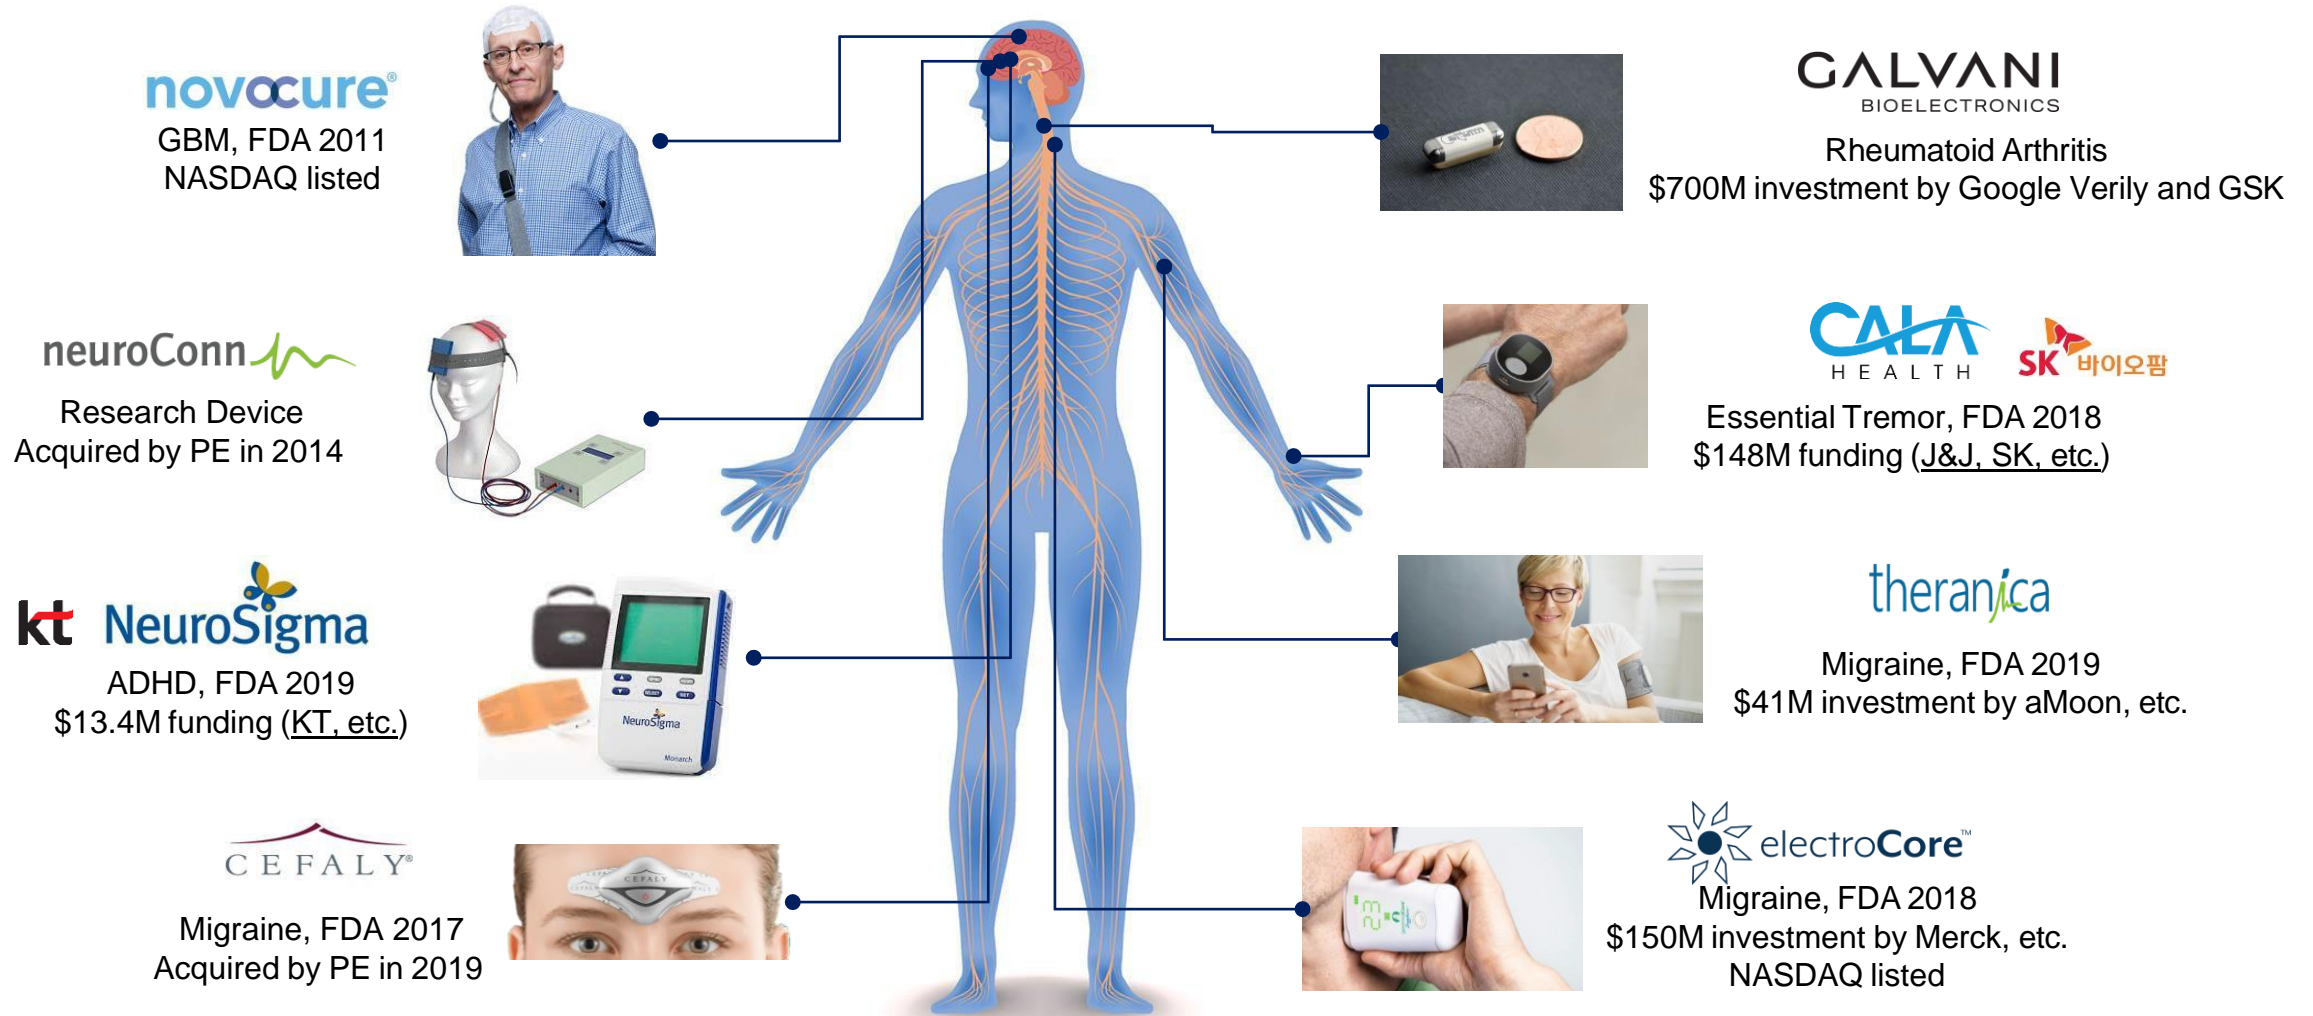 novocure®
GBM, FDA 2011
NASDAQ listed
neuroConn
Research Device
Acquired by PE in 2014
kt NeuroSigma
ADHD, FDA 2019
$13.4M funding (KT, etc.)
NeuroSigma
Monarch
CEFALY®
Migraine, FDA 2017
Acquired by PE in 2019
CEFALY
GALVANI
BIOELECTRONICS
Rheumatoid Arthritis
$700M investment by Google Verily and GSK
CALA
HEALTH
SK 바이오팜
Essential Tremor, FDA 2018
$148M funding (J&J, SK, etc.)
theranica
Migraine, FDA 2019
$41M investment by aMoon, etc.
electroCore™
Migraine, FDA 2018
$150M investment by Merck, etc.
NASDAQ listed
23